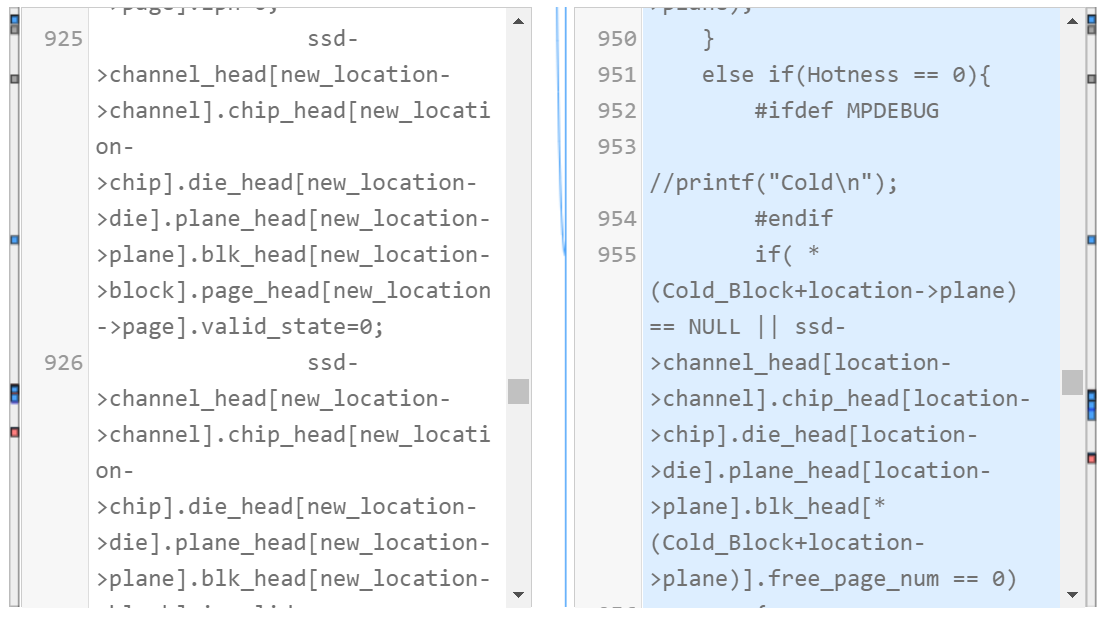 925 ssd-
>channel_head[new_location-
>channel].chip_head[new_locati
on-
>chip].die_head[new_location-
>die].plane_head[new_location-
>plane].blk_head[new_location-
>block].page_head[new_location
->page].valid_state=0;
926 ssd-
>channel_head[new_location-
>channel].chip_head[new_locati
on-
>chip].die_head[new_location-
>die].plane_head[new_location-
>plane].blk_head[new_location-
>plane);
950 }
951 else if(Hotness == 0){
952 #ifdef MPDEBUG
953
//printf("Cold\n");
954 #endif
955 if( *
(Cold_Block+location->plane)
== NULL || ssd-
>channel_head[location-
>channel].chip_head[location-
>chip].die_head[location-
>die].plane_head[location-
>plane].blk_head[*
(Cold_Block+location-
>plane)].free_page_num == 0)